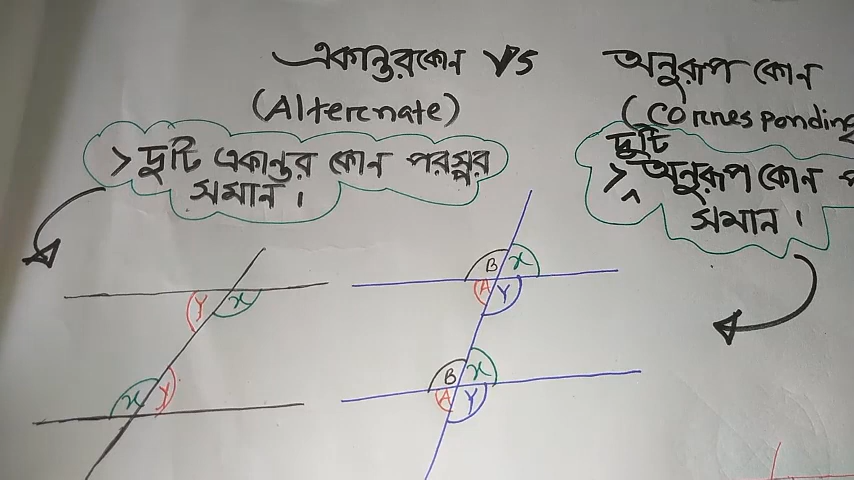 একান্তরকোন VS অনুরূপ কোন
(Alternate)
(Corresponding
> দুটি একান্তর কোন পরস্পর
সমান ।
দুটি
> অনুরূপ কোন প
সমান ।
Y x
x Y
B x
A Y
B x
A Y